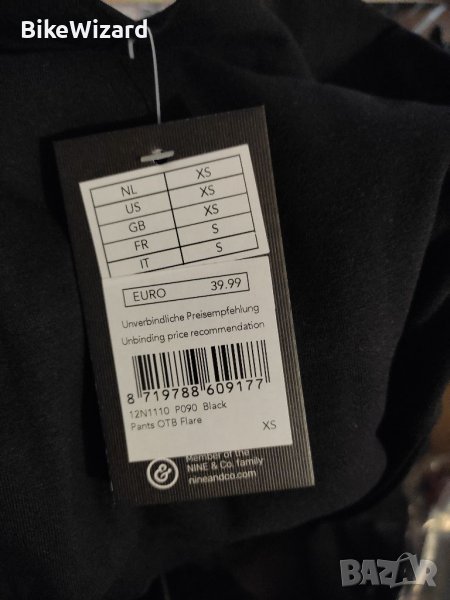 BikeWizard
NL XS
US XS
GB XS
FR S
IT S
EURO 39.99
Unverbindliche Preisempfehlung
Unbinding price recommendation
8 719788 609177
12N1110 P090 Black
Pants OTB Flare XS
Member of the
NINE & Co. family
nineandco.com
BAZAR